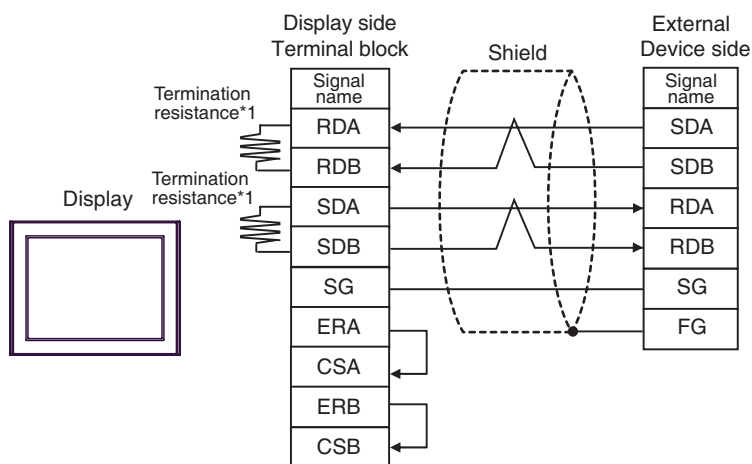 Display side
Terminal block
Shield
External
Device side
Signal
name
Signal
name
Termination
resistance*1
RDA
SDA
RDB
SDB
Termination
resistance*1
Display
SDA
RDA
SDB
RDB
SG
SG
ERA
FG
CSA
ERB
CSB